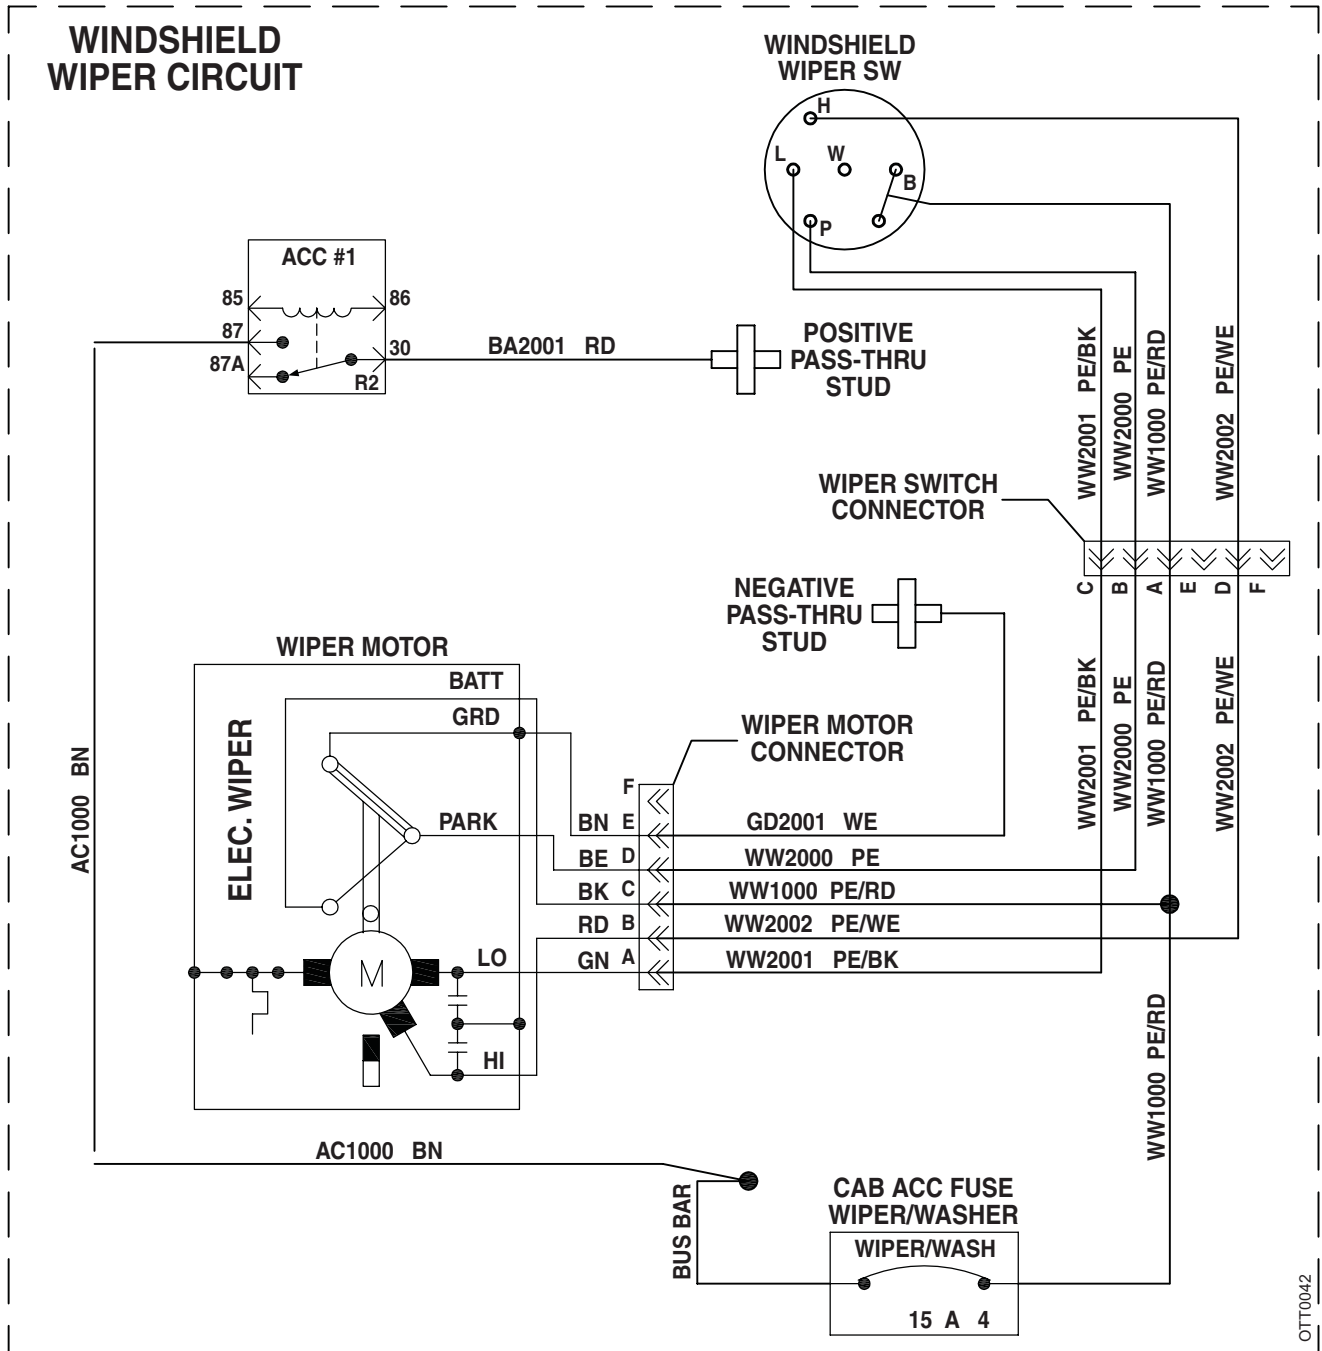 WINDSHIELD
WIPER CIRCUIT
WINDSHIELD
WIPER SW
H
L
W
B
P
ACC #1
85
86
87
30
87A
R2
BA2001 RD
POSITIVE
PASS-THRU
STUD
WW2001 PE/BK
WW2000 PE
WW1000 PE/RD
WW2002 PE/WE
WIPER SWITCH
CONNECTOR
C
B
A
E
D
F
NEGATIVE
PASS-THRU
STUD
WW2001 PE/BK
WW2000 PE
WW1000 PE/RD
WW2002 PE/WE
WIPER MOTOR
BATT
GRD
ELEC. WIPER
PARK
WIPER MOTOR
CONNECTOR
AC1000 BN
F
BN E
GD2001 WE
BE D
WW2000 PE
BK C
WW1000 PE/RD
RD B
WW2002 PE/WE
LO
GN A
WW2001 PE/BK
M
HI
WW1000 PE/RD
AC1000 BN
BUS BAR
CAB ACC FUSE
WIPER/WASHER
WIPER/WASH
15 A 4
OTT0042